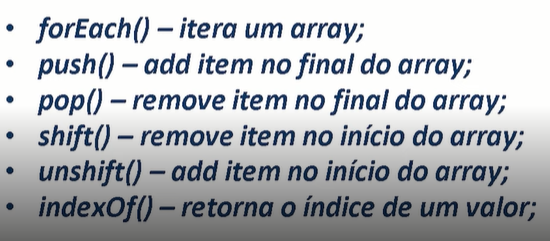 • forEach() – itera um array;
• push() – add item no final do array;
• pop() – remove item no final do array;
• shift() – remove item no início do array;
• unshift() – add item no início do array;
• indexOf() – retorna o índice de um valor;